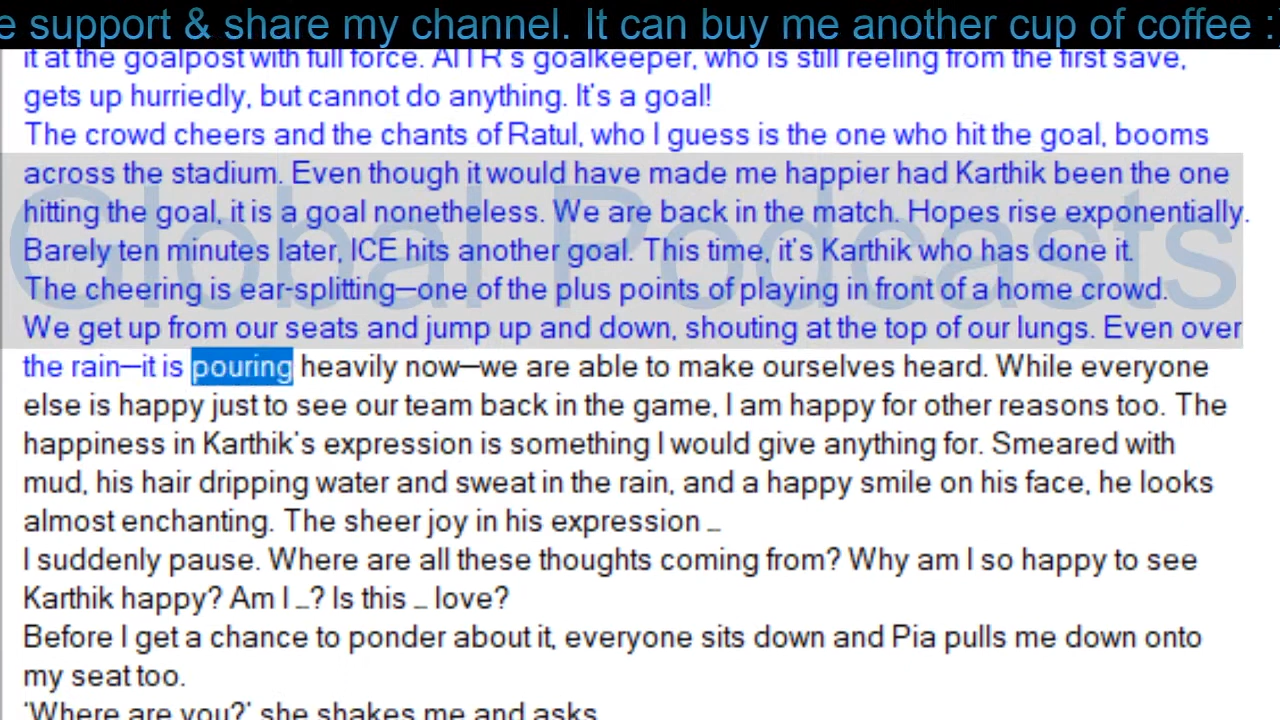 e support & share my channel. It can buy me another cup of coffee :
it at the goalpost with full force. AITR's goalkeeper, who is still reeling from the first save,
gets up hurriedly, but cannot do anything. It's a goal!
The crowd cheers and the chants of Ratul, who I guess is the one who hit the goal, booms
across the stadium. Even though it would have made me happier had Karthik been the one
hitting the goal, it is a goal nonetheless. We are back in the match. Hopes rise exponentially.
Barely ten minutes later, ICE hits another goal. This time, it's Karthik who has done it.
Global Podcasts
The cheering is ear-splitting—one of the plus points of playing in front of a home crowd.
We get up from our seats and jump up and down, shouting at the top of our lungs. Even over
the rain—it is pouring heavily now—we are able to make ourselves heard. While everyone
else is happy just to see our team back in the game, I am happy for other reasons too. The
happiness in Karthik's expression is something I would give anything for. Smeared with
mud, his hair dripping water and sweat in the rain, and a happy smile on his face, he looks
almost enchanting. The sheer joy in his expression ...
I suddenly pause. Where are all these thoughts coming from? Why am I so happy to see
Karthik happy? Am I ...? Is this ... love?
Before I get a chance to ponder about it, everyone sits down and Pia pulls me down onto
my seat too.
'Where are you?' she shakes me and asks